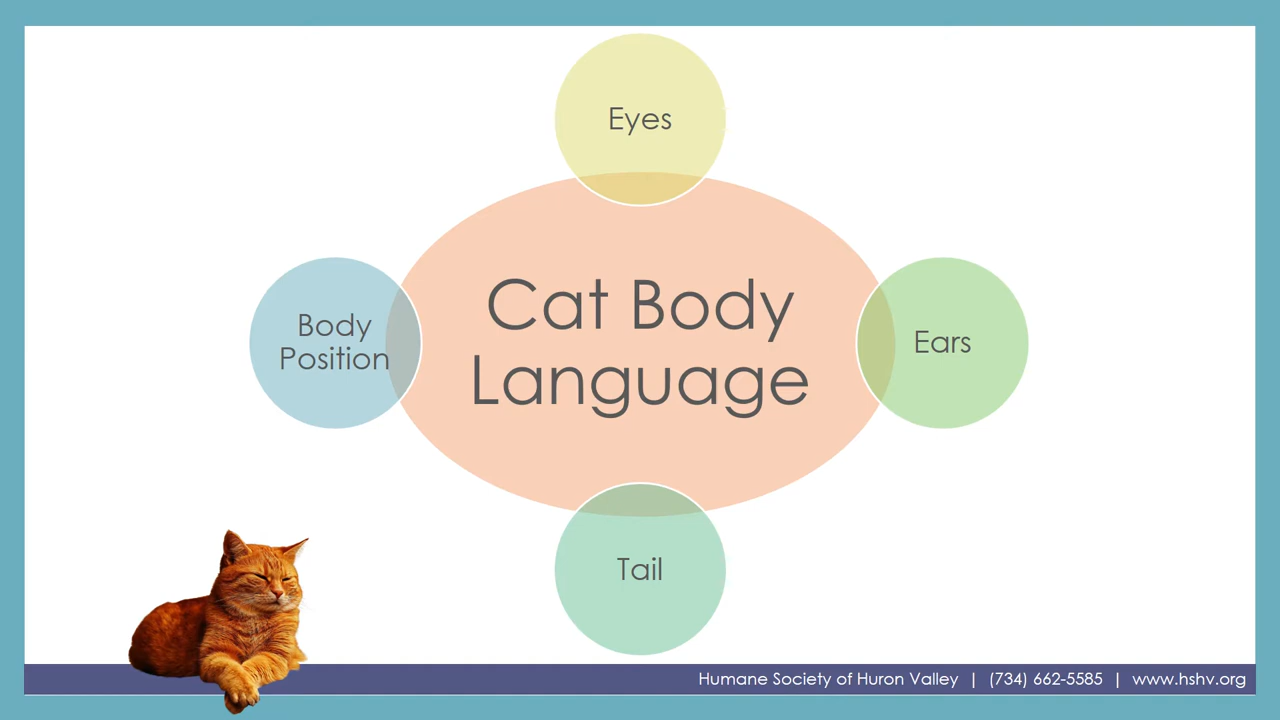 Eyes
Cat Body
Language
Body
Position
Ears
Tail
Humane Society of Huron Valley | (734) 662-5585 | www.hshv.org